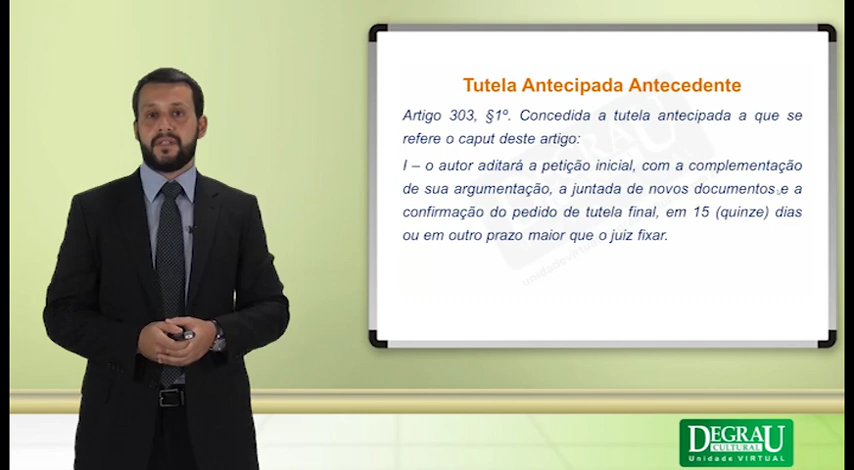 Tutela Antecipada Antecedente
Artigo 303, §1º. Concedida a tutela antecipada a que se
refere o caput deste artigo:
I – o autor aditará a petição inicial, com a complementação
de sua argumentação, a juntada de novos documentos e a
confirmação do pedido de tutela final, em 15 (quinze) dias
ou em outro prazo maior que o juiz fixar.
DEGRAU
CULTURAL
Unidade VIRTUAL